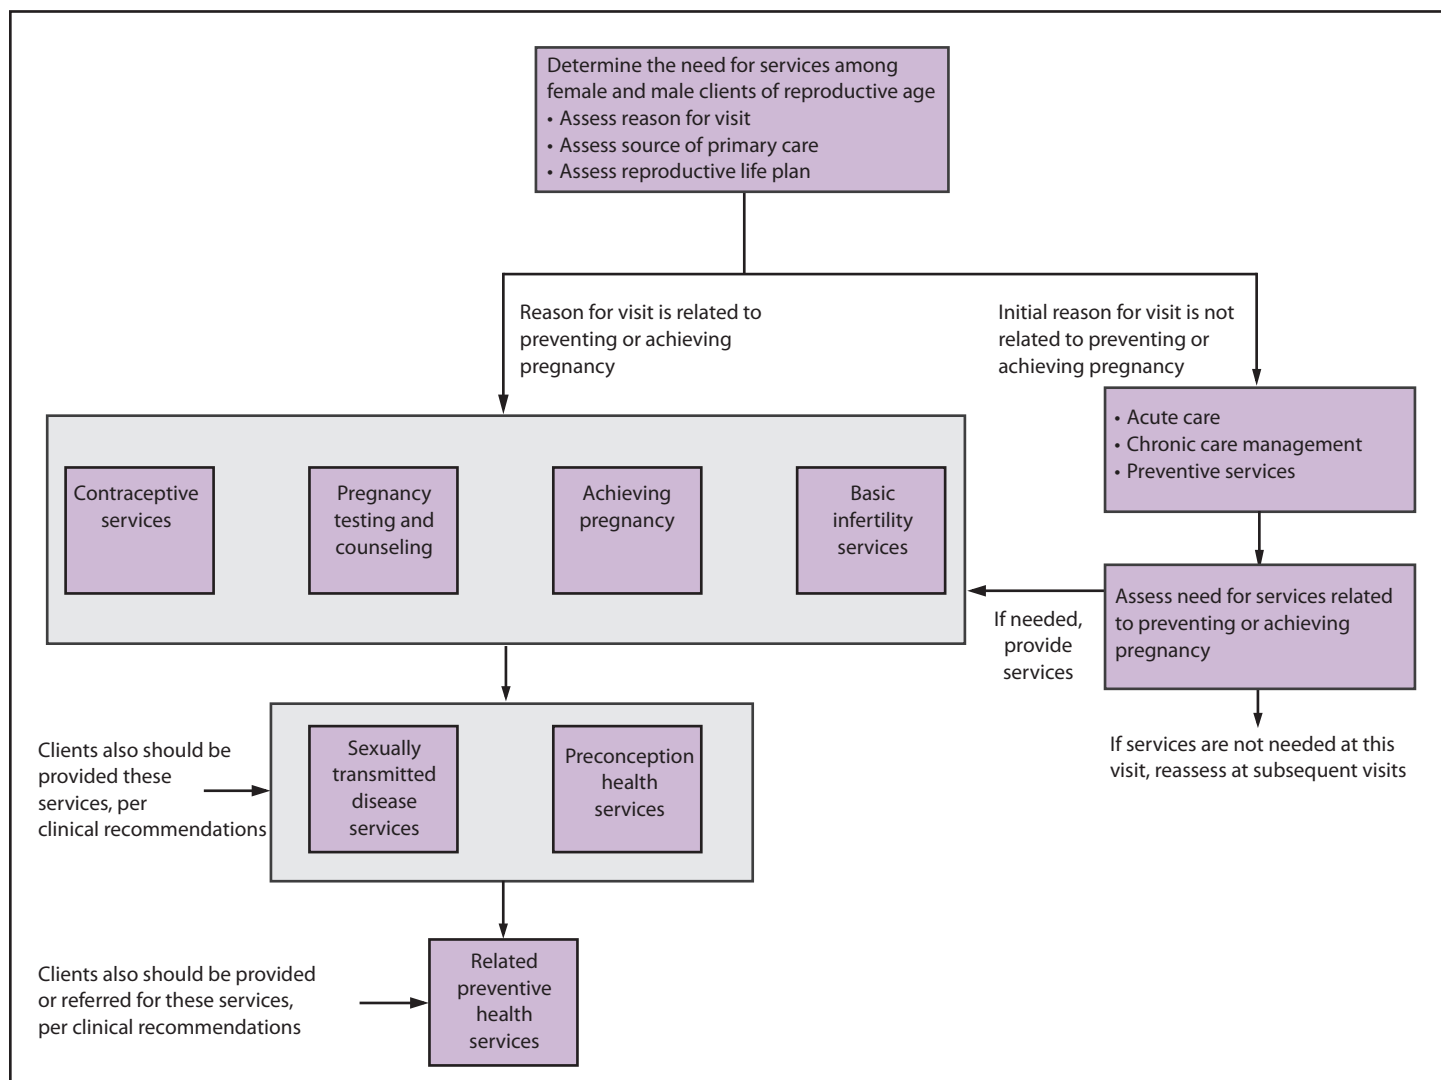 Determine the need for services among
female and male clients of reproductive age
• Assess reason for visit
• Assess source of primary care
• Assess reproductive life plan
Reason for visit is related to
preventing or achieving
pregnancy
Initial reason for visit is not
related to preventing or
achieving pregnancy
• Acute care
• Chronic care management
• Preventive services
Contraceptive
services
Pregnancy
testing and
counseling
Achieving
pregnancy
Basic
infertility
services
Assess need for services related
to preventing or achieving
pregnancy
If needed,
provide
services
If services are not needed at this
visit, reassess at subsequent visits
Clients also should be
provided these
services, per
clinical recommendations
Sexually
transmitted
disease
services
Preconception
health
services
Clients also should be provided
or referred for these services,
per clinical recommendations
Related
preventive
health
services